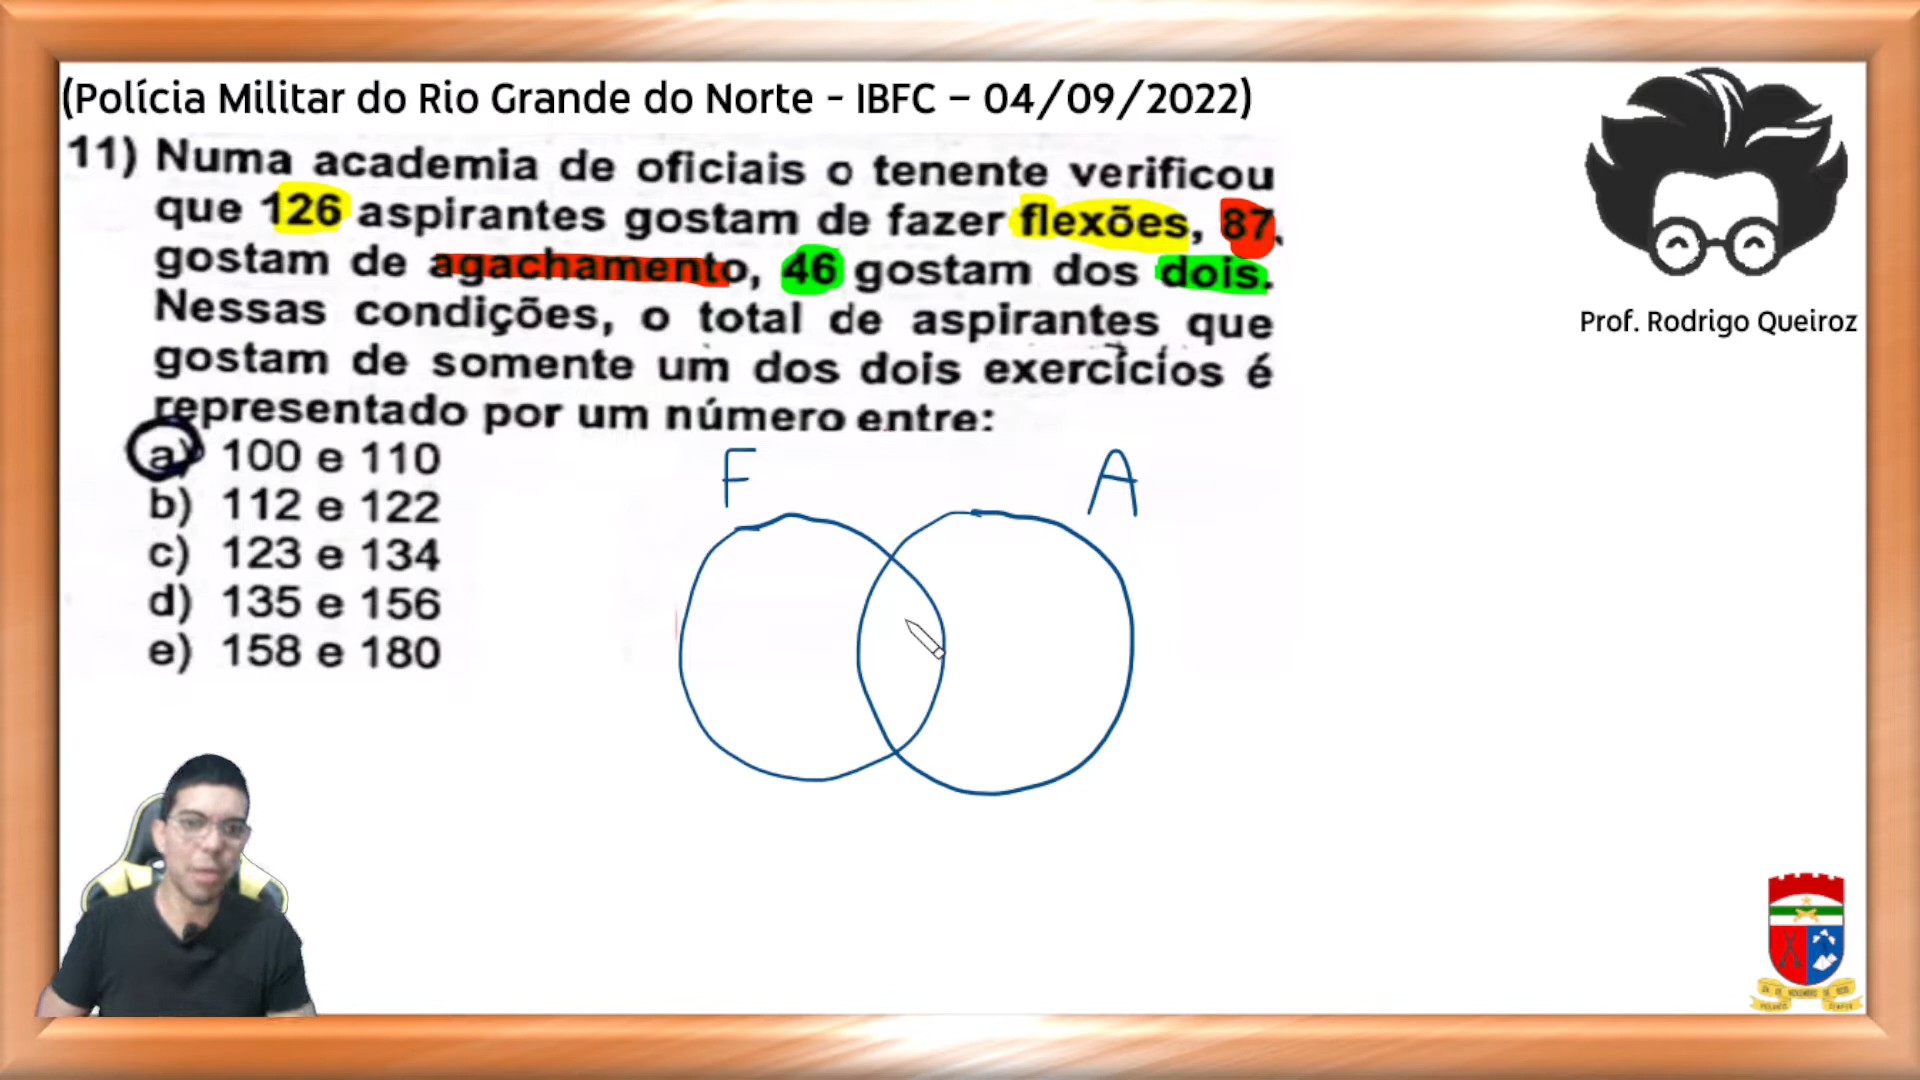 (Polícia Militar do Rio Grande do Norte - IBFC – 04/09/2022)
11) Numa academia de oficiais o tenente verificou
que 126 aspirantes gostam de fazer flexões, 87,
gostam de agachamento, 46 gostam dos dois.
Nessas condições, o total de aspirantes que
gostam de somente um dos dois exercícios é
representado por um número entre:
a) 100 e 110
b) 112 e 122
c) 123 e 134
d) 135 e 156
e) 158 e 180
F A
Prof. Rodrigo Queiroz